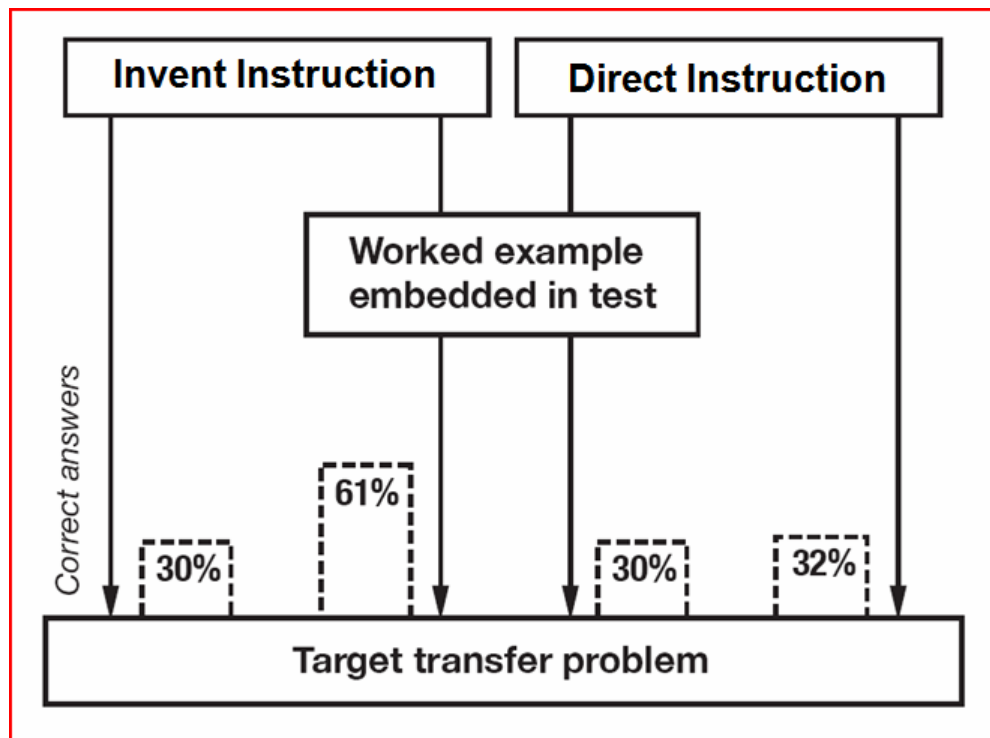 Invent Instruction
Direct Instruction
Worked example
embedded in test
Correct answers
30%
61%
30%
32%
Target transfer problem